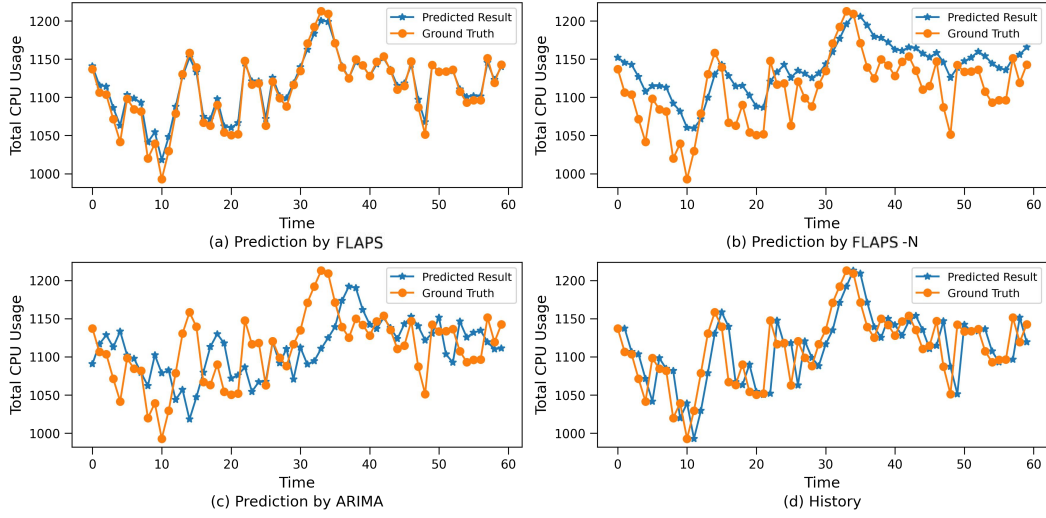 Total CPU Usage
1200
1150
1100
1050
1000
Predicted Result
Ground Truth
0 10 20 30 40 50 60
Time
(a) Prediction by FLAPS
Total CPU Usage
1200
1150
1100
1050
1000
Predicted Result
Ground Truth
0 10 20 30 40 50 60
Time
(b) Prediction by FLAPS -N
Total CPU Usage
1200
1150
1100
1050
1000
Predicted Result
Ground Truth
0 10 20 30 40 50 60
Time
(c) Prediction by ARIMA
Total CPU Usage
1200
1150
1100
1050
1000
Predicted Result
Ground Truth
0 10 20 30 40 50 60
Time
(d) History